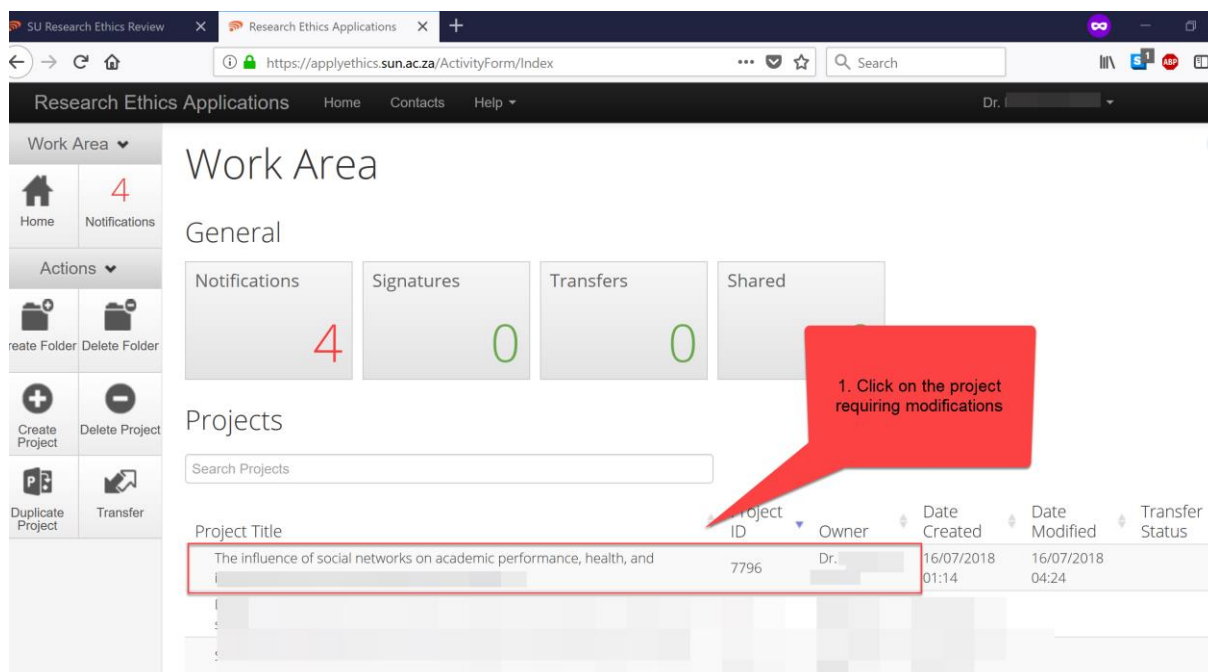 SU Research Ethics Review
Research Ethics Applications
https://applyethics.sun.ac.za/ActivityForm/Index
Search
S 1
ABP
Research Ethics Applications Home Contacts Help
Dr.
Work Area
Home
4
Notifications
Actions
reate Folder
Delete Folder
Create Project
Delete Project
Duplicate Project
Transfer
Work Area
General
Notifications
4
Signatures
0
Transfers
0
Shared
1. Click on the project
requiring modifications
Projects
Search Projects
Project Title
Project ID
Owner
Date Created
Date Modified
Transfer Status
The influence of social networks on academic performance, health, and
7796
Dr.
16/07/2018
01:14
16/07/2018
04:24